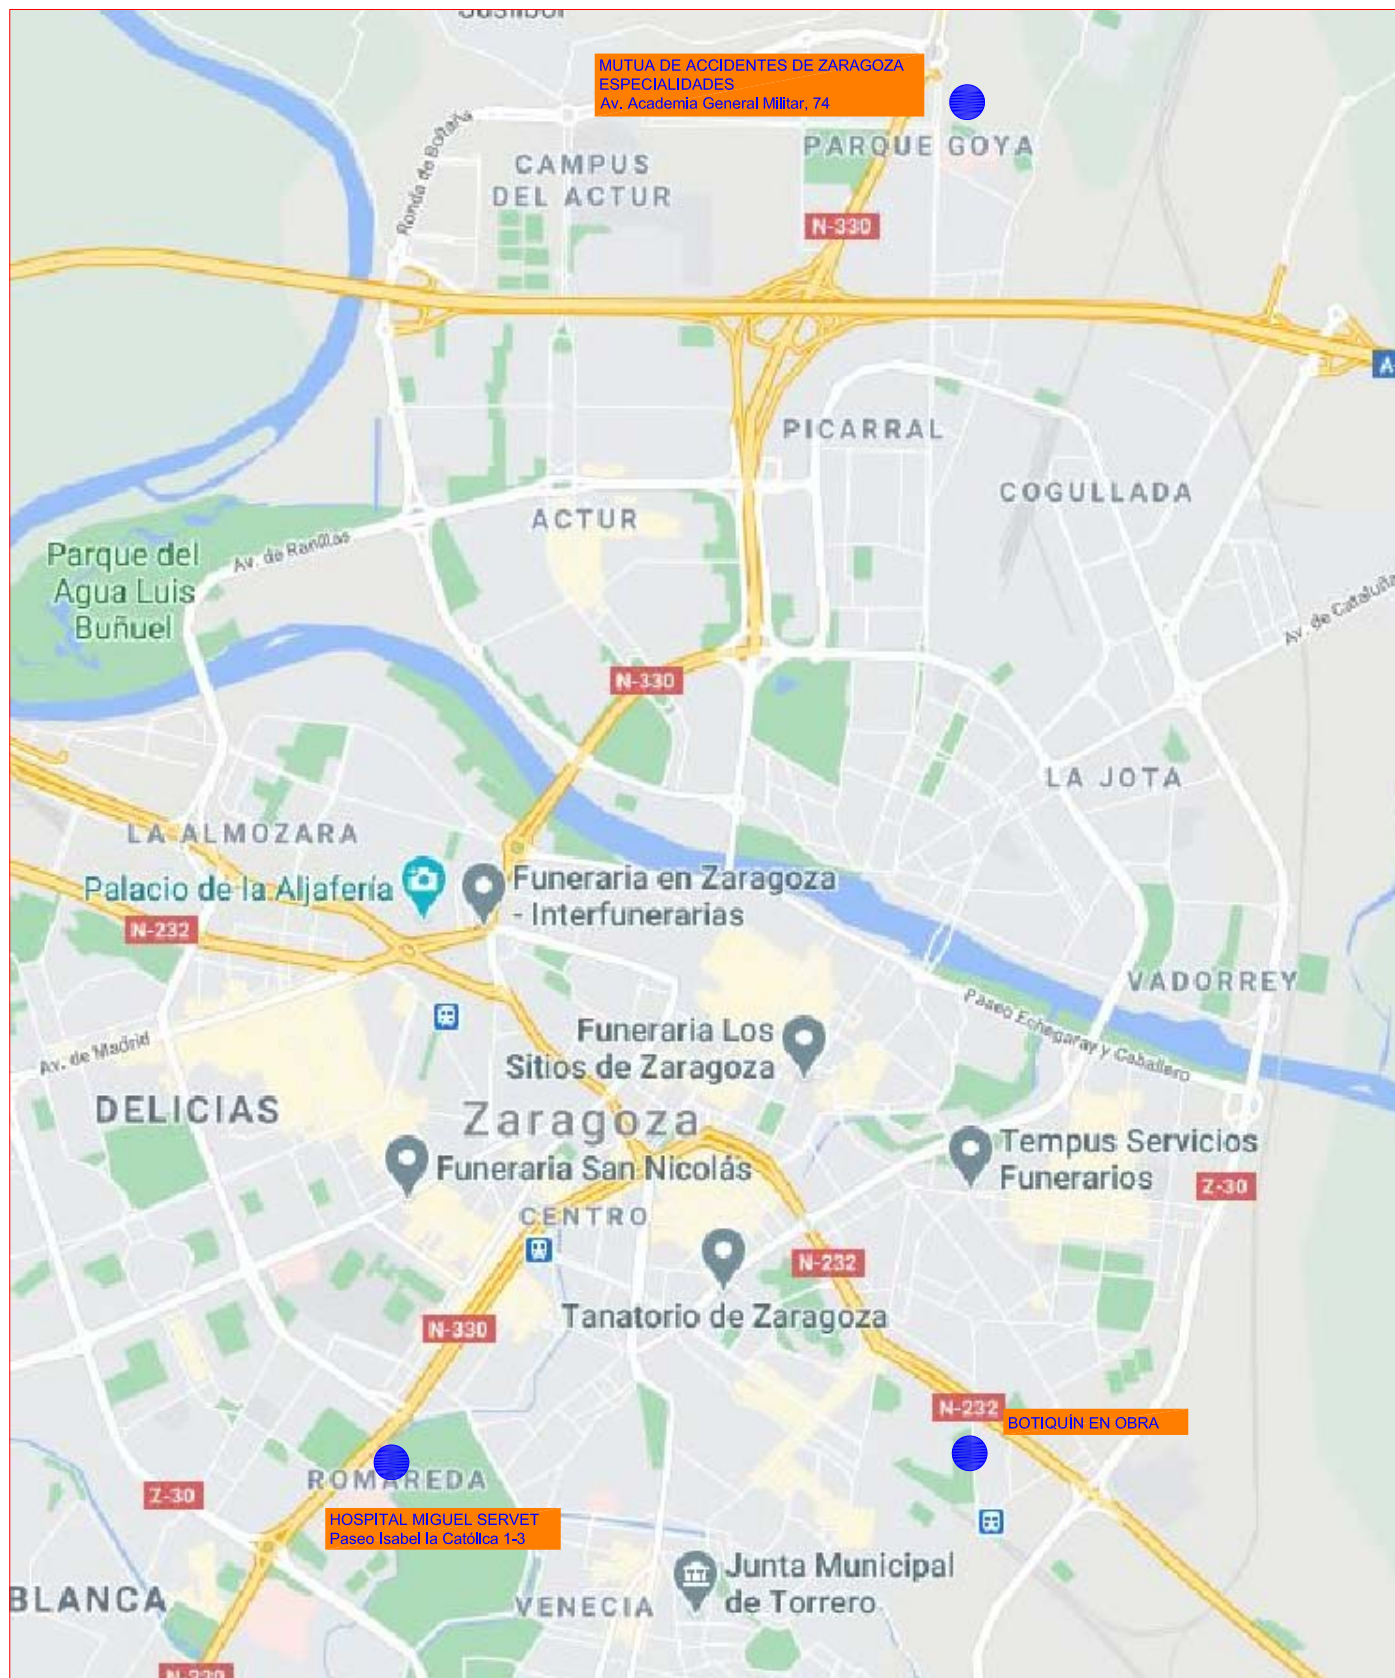 Juslibol
MUTUA DE ACCIDENTES DE ZARAGOZA
ESPECIALIDADES
Av. Academia General Militar, 74
PARQUE GOYA
Ronda de Boltaña
CAMPUS
DEL ACTUR
N-330
A-
PICARRAL
COGULLADA
ACTUR
Av. de Ranillas
Parque del
Agua Luis
Buñuel
Av. de Cataluña
N-330
LA JOTA
LA ALMOZARA
Palacio de la Aljafería
Funeraria en Zaragoza
- Interfunerarias
N-232
VADORREY
Paseo Echegaray y Caballero
Funeraria Los
Sitios de Zaragoza
Av. de Madrid
DELICIAS
Zaragoza
Funeraria San Nicolás
Tempus Servicios
Funerarios
Z-30
CENTRO
N-232
Tanatorio de Zaragoza
N-330
N-232
BOTIQUÍN EN OBRA
ROMAREDA
Z-30
HOSPITAL MIGUEL SERVET
Paseo Isabel la Católica 1-3
Junta Municipal
de Torrero
BLANCA
VENECIA
N-330